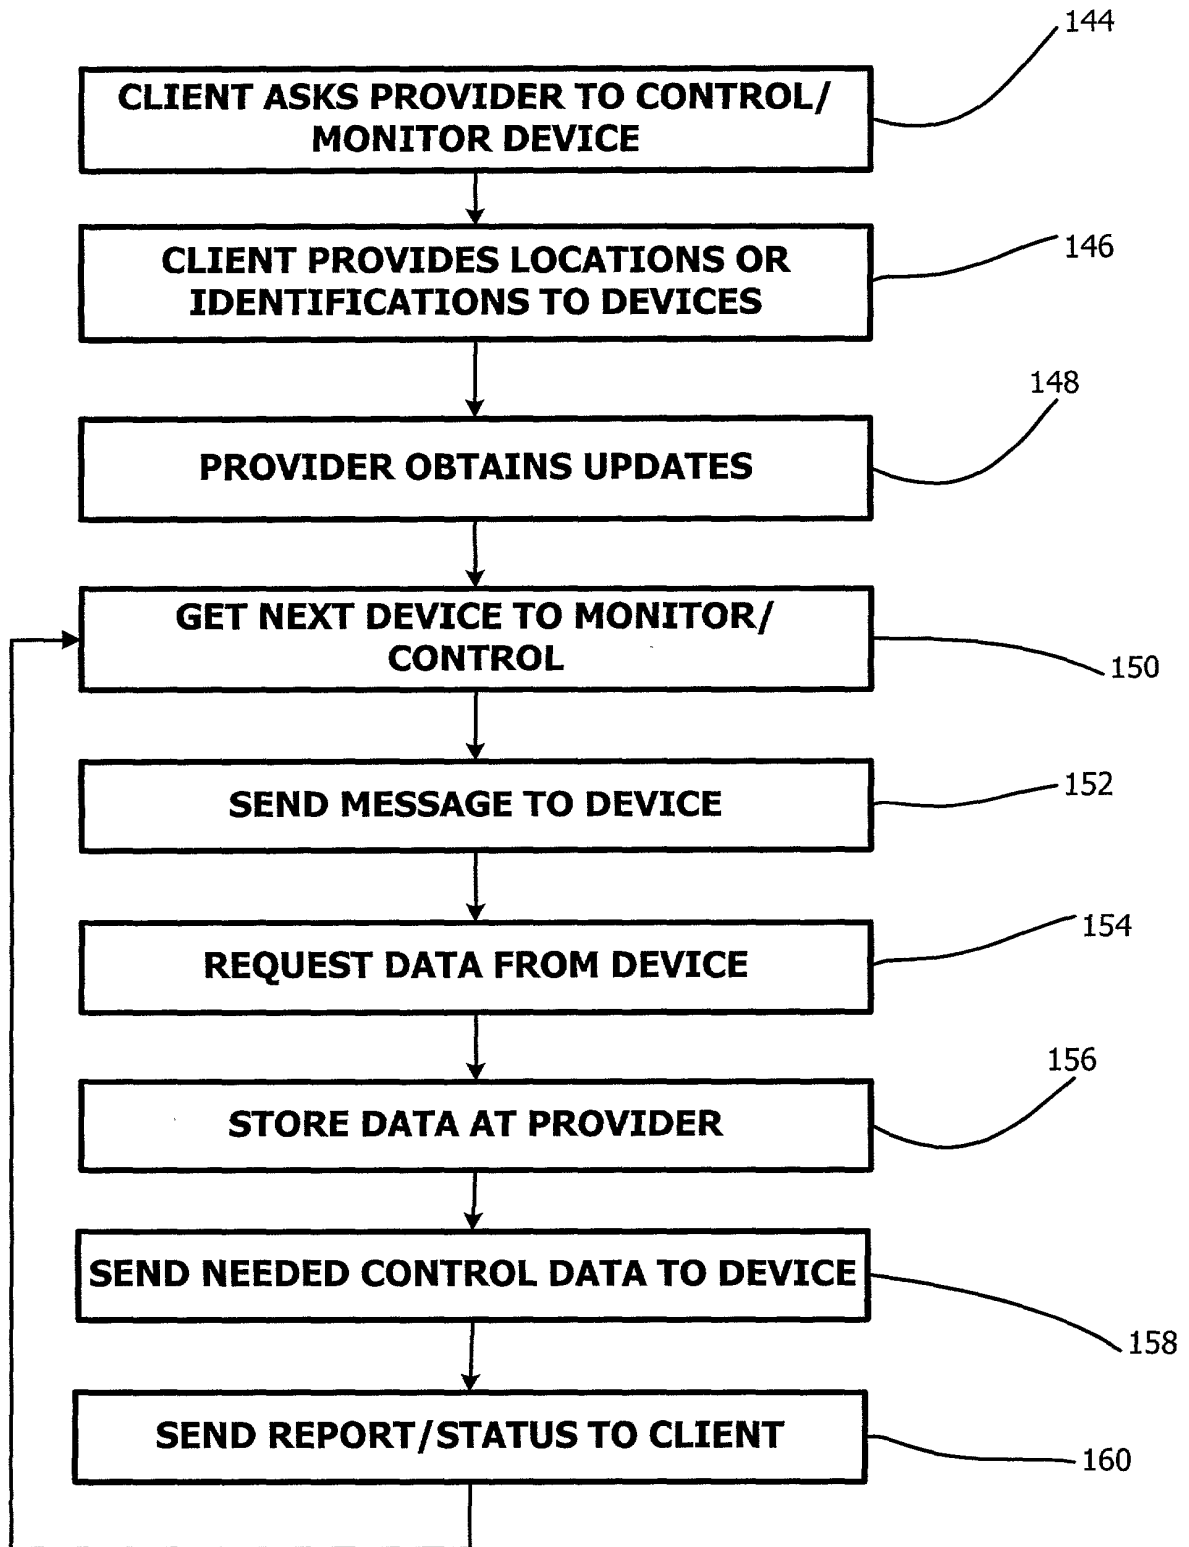 144
CLIENT ASKS PROVIDER TO CONTROL/
MONITOR DEVICE
CLIENT PROVIDES LOCATIONS OR
IDENTIFICATIONS TO DEVICES
146
148
PROVIDER OBTAINS UPDATES
GET NEXT DEVICE TO MONITOR/
CONTROL
150
SEND MESSAGE TO DEVICE
152
REQUEST DATA FROM DEVICE
154
156
STORE DATA AT PROVIDER
SEND NEEDED CONTROL DATA TO DEVICE
158
SEND REPORT/STATUS TO CLIENT
160